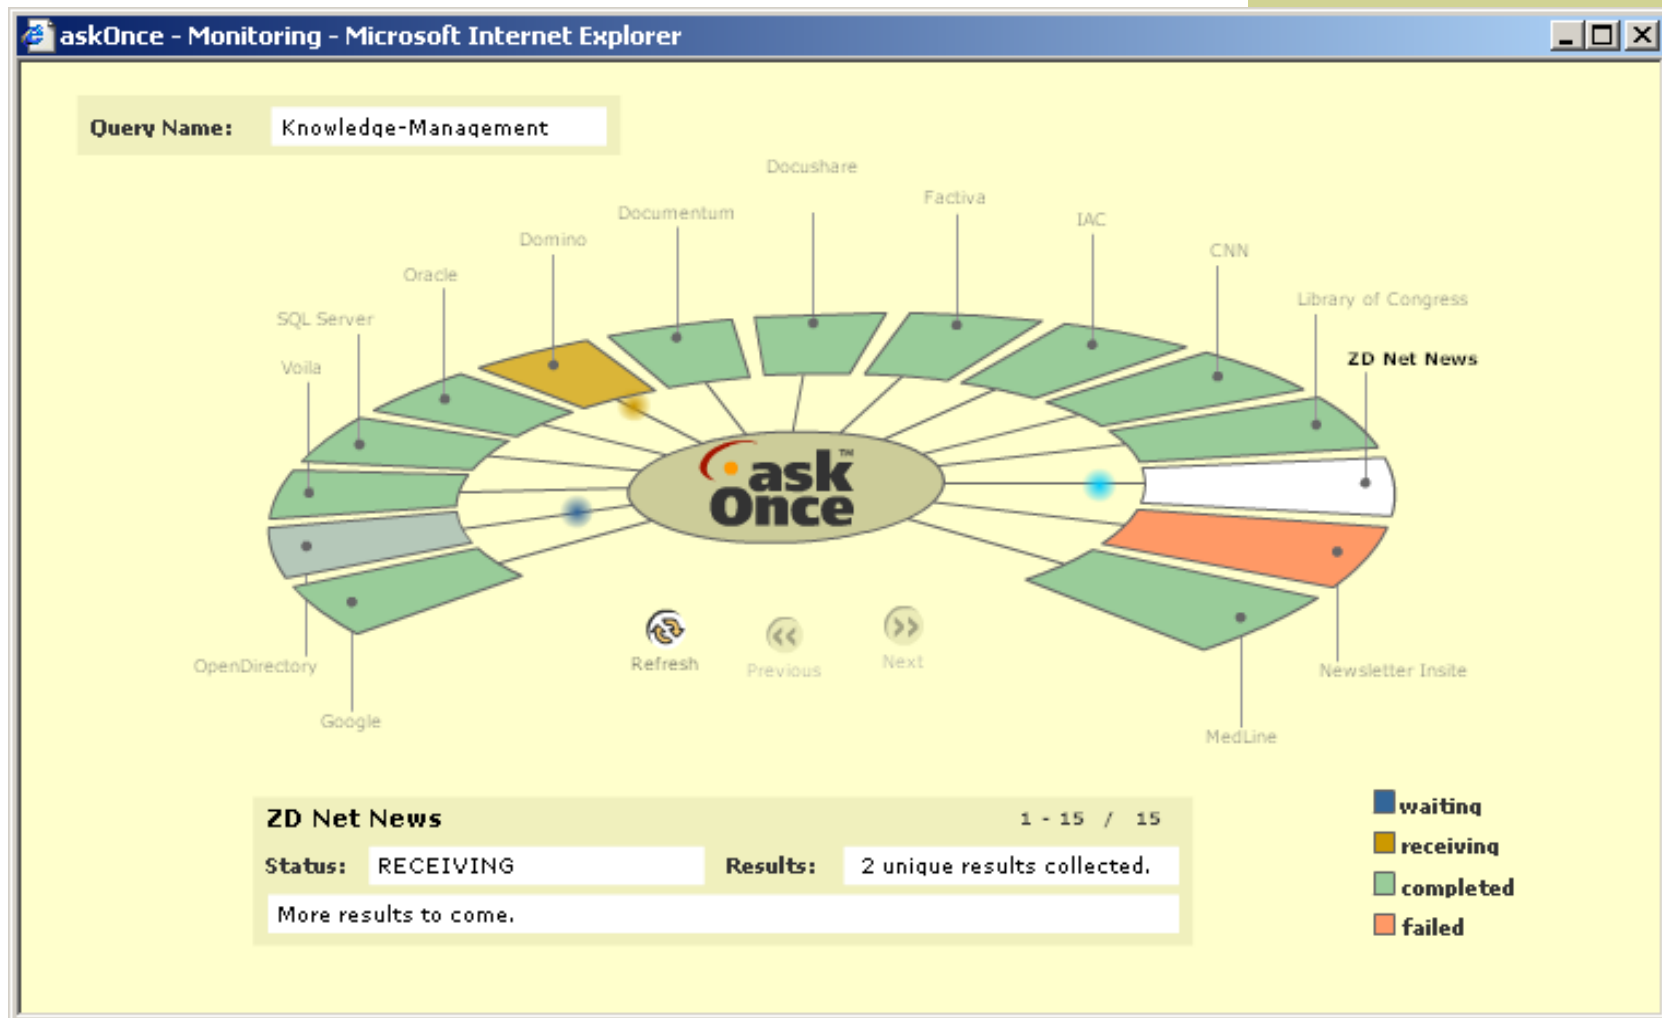 askOnce - Monitoring - Microsoft Internet Explorer
Query Name: Knowledge-Management
Docushare
Factiva
Documentum
IAC
Domino
CNN
Oracle
Library of Congress
SQL Server
ZD Net News
Voila
ask™
Once
OpenDirectory
Refresh
Previous
Next
Newsletter Insite
Google
MedLine
ZD Net News 1 - 15 / 15
Status: RECEIVING Results: 2 unique results collected.
More results to come.
waiting
receiving
completed
failed